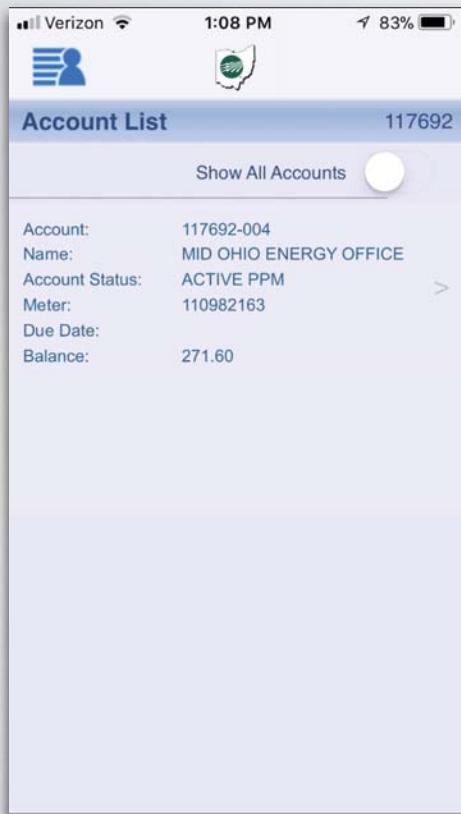 Verizon 1:08 PM 83%
Account List 117692
Show All Accounts
Account: 117692-004
Name: MID OHIO ENERGY OFFICE
Account Status: ACTIVE PPM
Meter: 110982163
Due Date:
Balance: 271.60